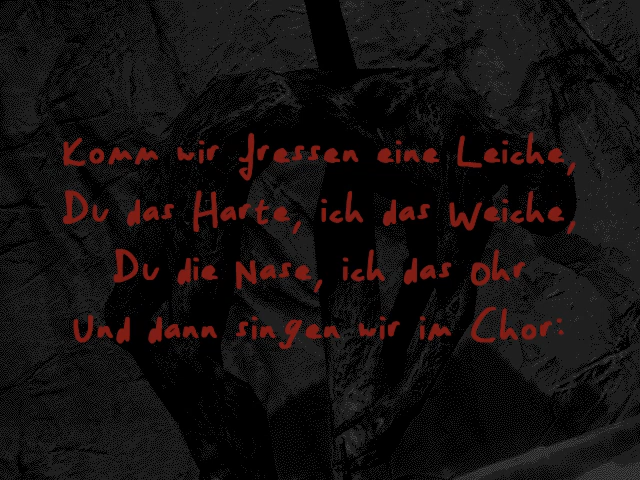 Komm wir fressen eine Leiche,
Du das Harte, ich das Weiche,
Du die Nase, ich das Ohr
Und dann singen wir im Chor: